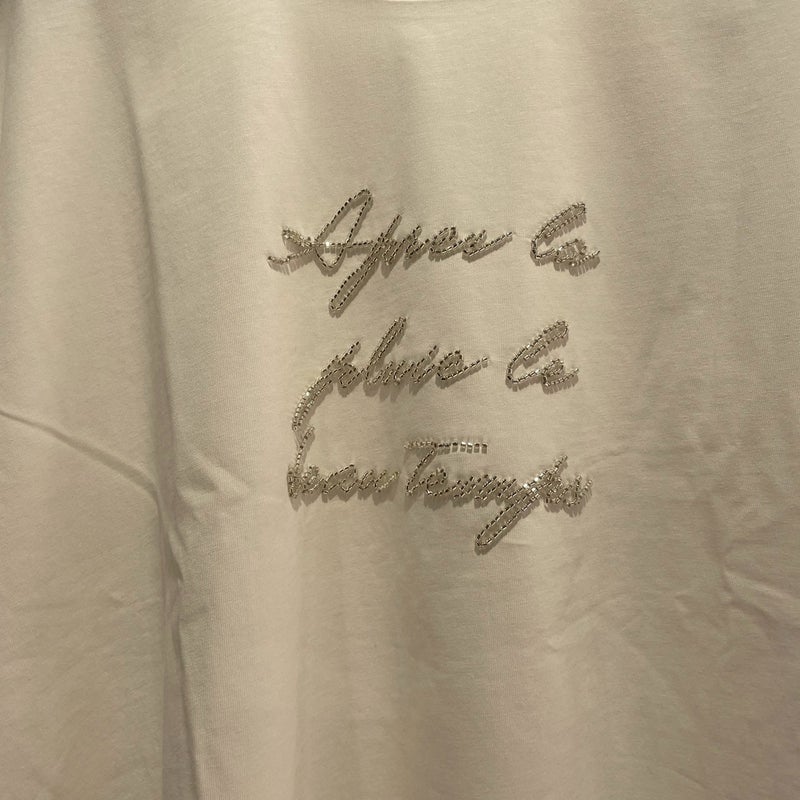 Apres la
pluie le
beau Temps